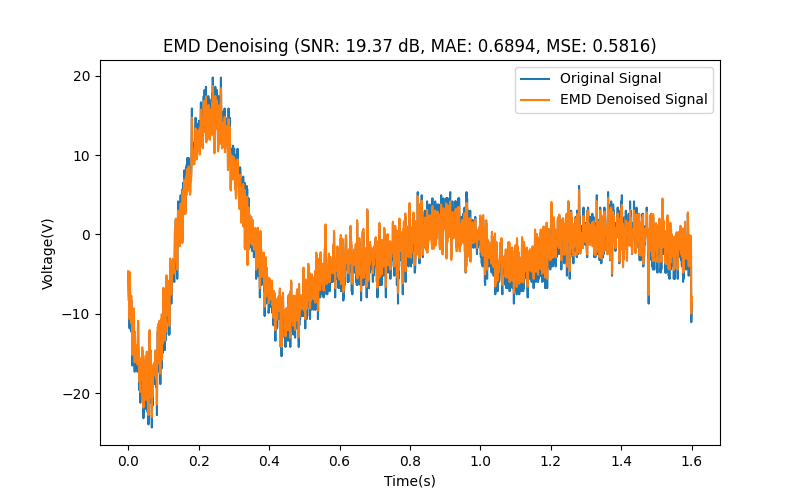 EMD Denoising (SNR: 19.37 dB, MAE: 0.6894, MSE: 0.5816)
Original Signal
EMD Denoised Signal
20
10
0
−10
−20
Voltage(V)
0.0 0.2 0.4 0.6 0.8 1.0 1.2 1.4 1.6
Time(s)